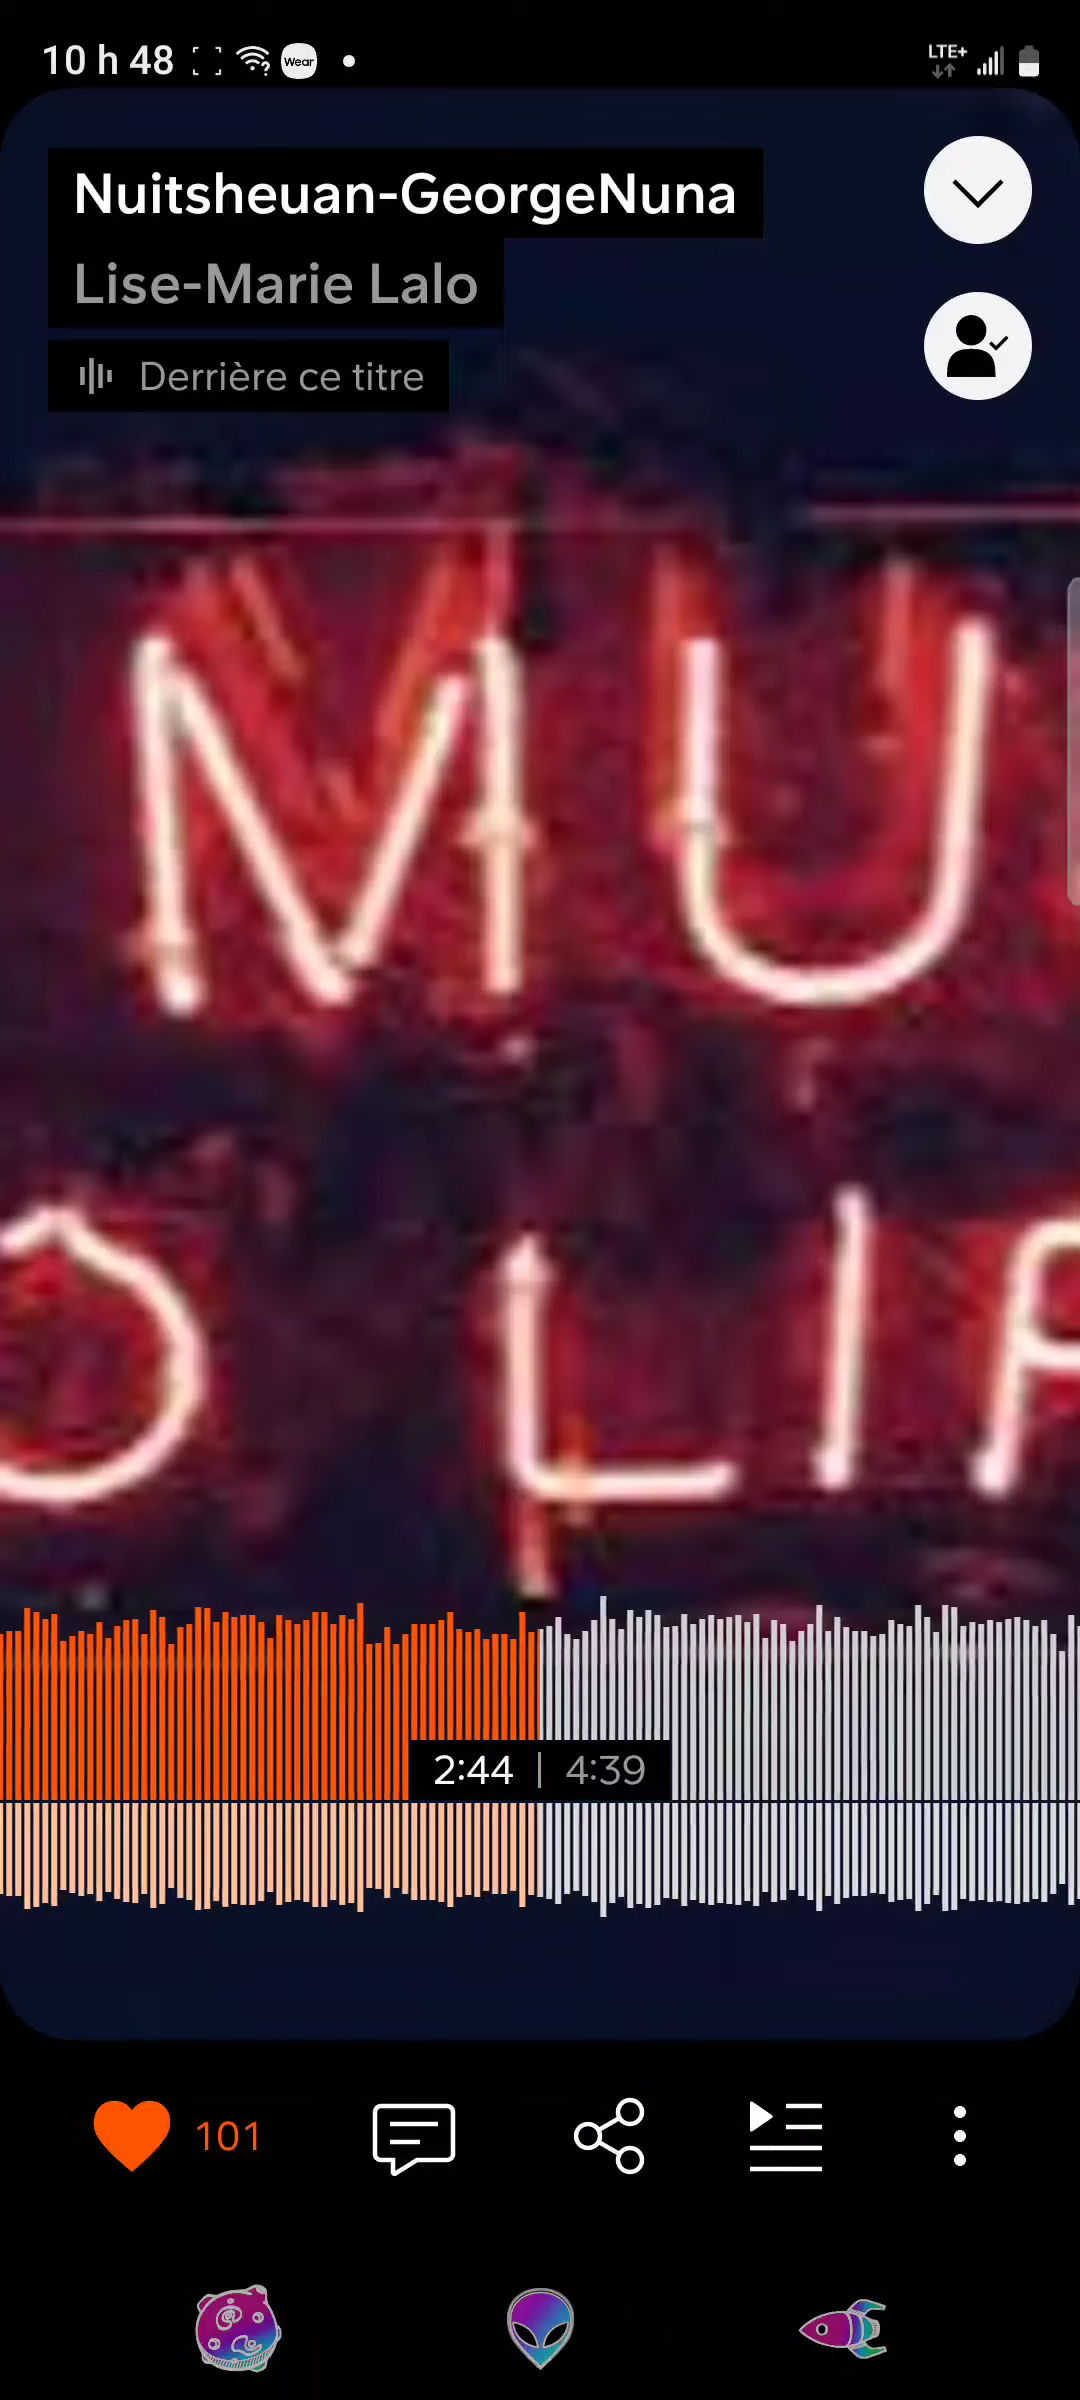 10 h 48
Wear
LTE+
Nuitsheuan-GeorgeNuna
Lise-Marie Lalo
Derrière ce titre
MU
O LI
2:44 | 4:39
101